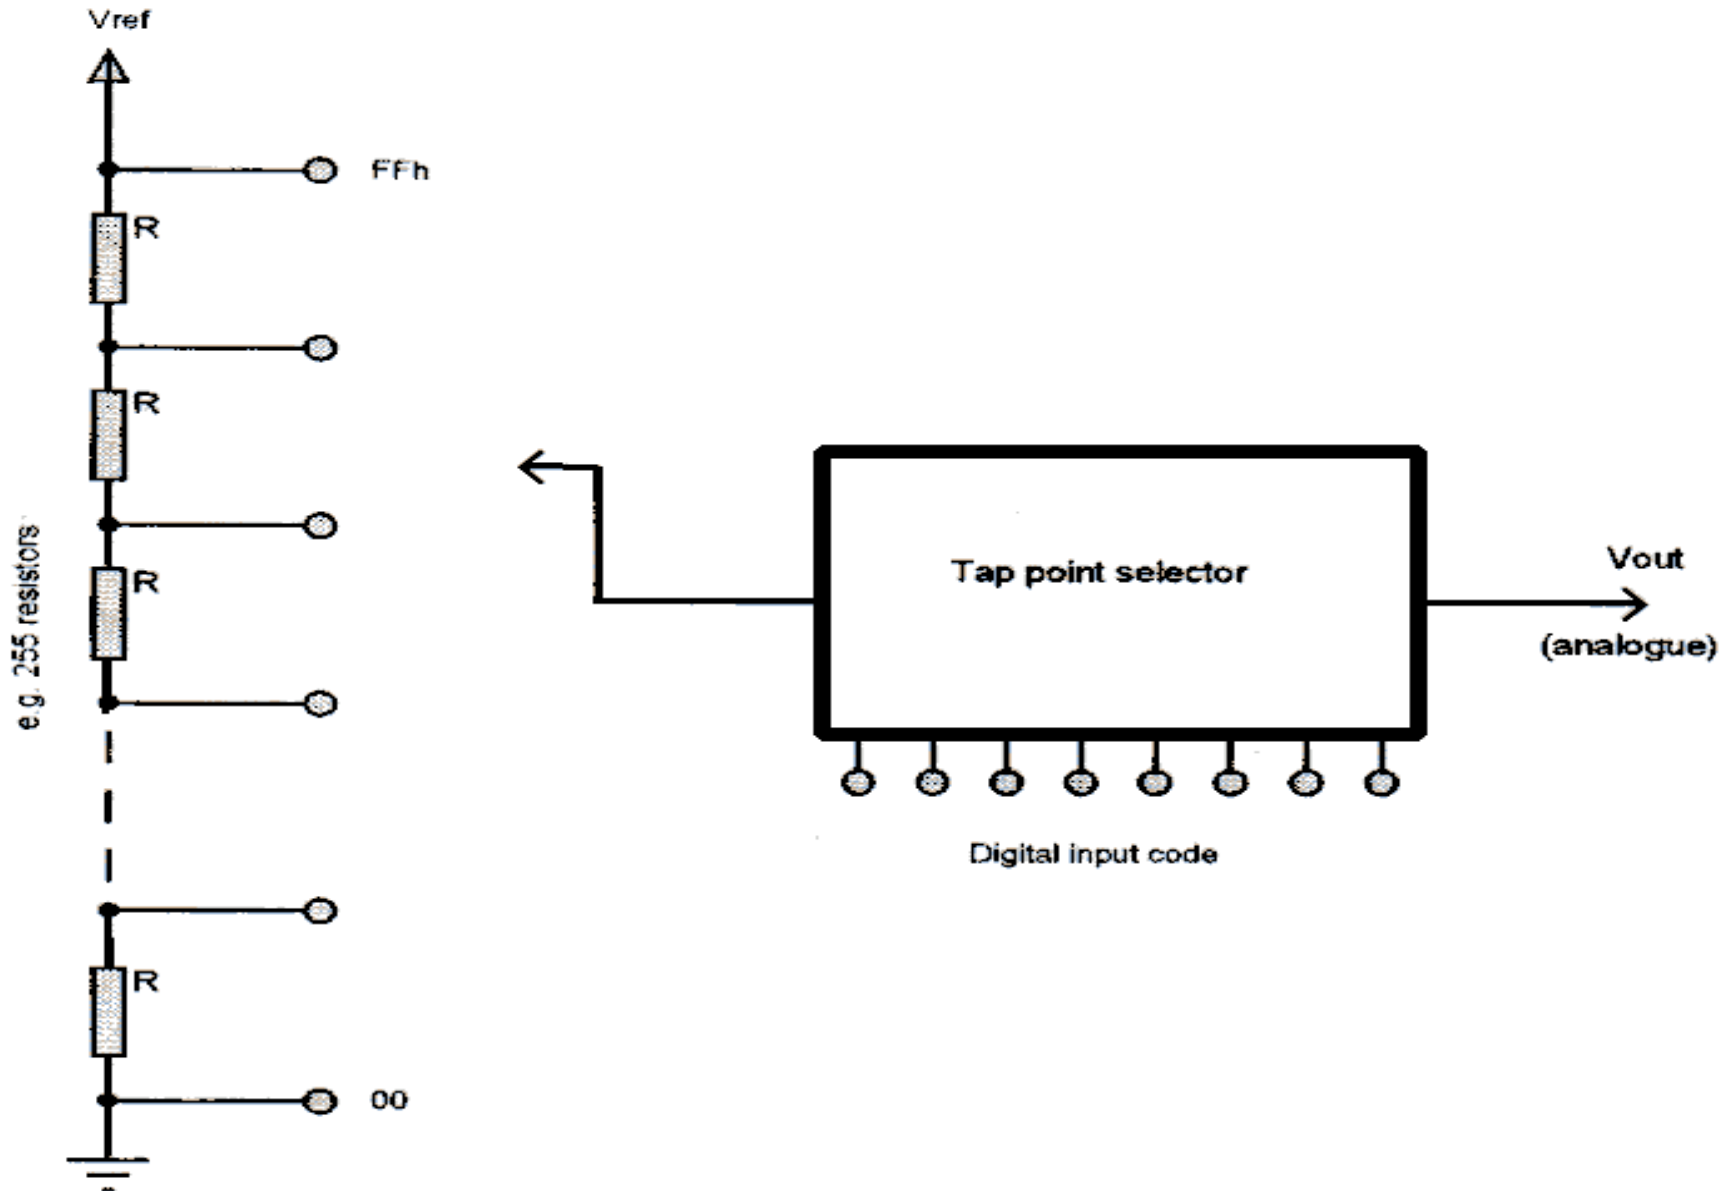 Vref
FFh
R
R
R
e.g. 255 resistors
R
00
Tap point selector
Vout
(analogue)
Digital input code